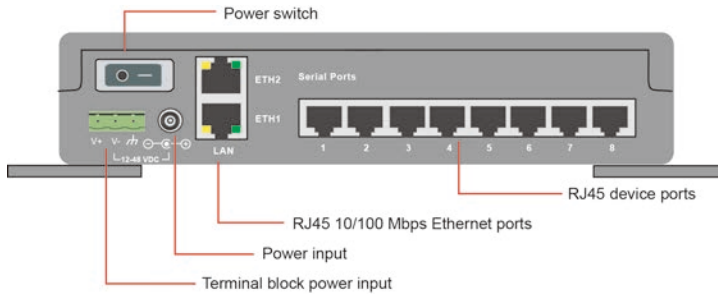 Power switch
ETH2
Serial Ports
ETH1
1 2 3 4 5 6 7 8
V+ V-
12-48 VDC
LAN
RJ45 device ports
RJ45 10/100 Mbps Ethernet ports
Power input
Terminal block power input